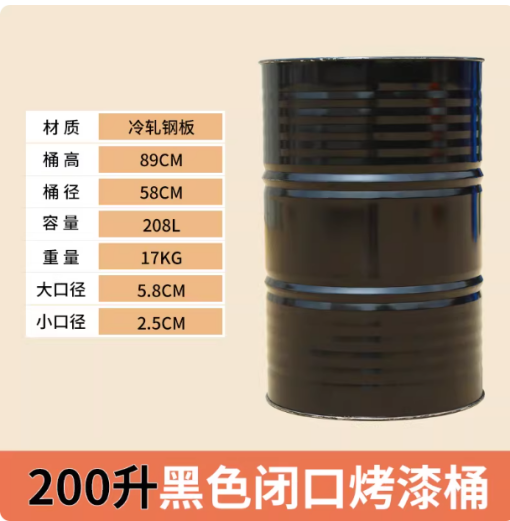 材质 冷轧钢板
桶高 89CM
桶径 58CM
容量 208L
重量 17KG
大口径 5.8CM
小口径 2.5CM
200升黑色闭口烤漆桶